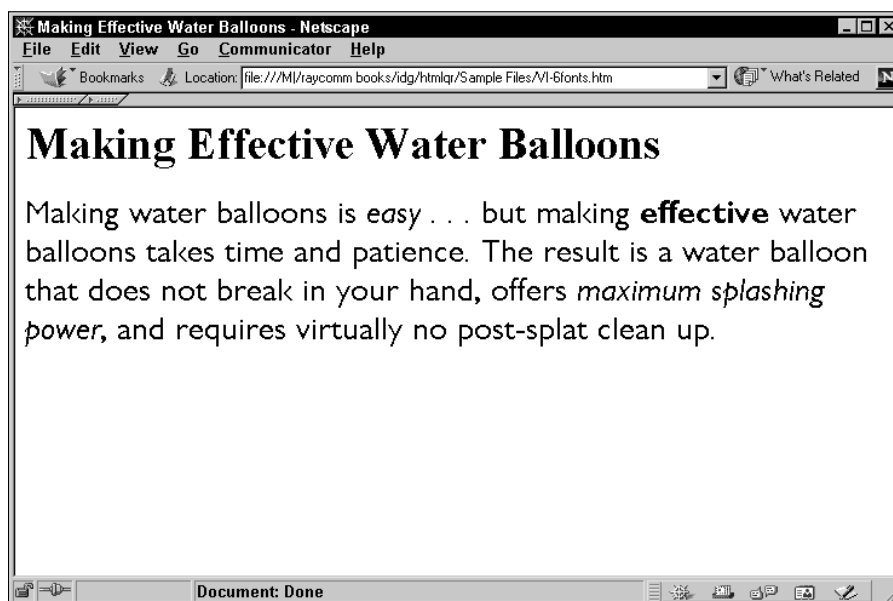 Making Effective Water Balloons - Netscape
File Edit View Go Communicator Help
Bookmarks Location: file:///M|/raycomm books/idg/htmlqr/Sample Files/VI-6fonts.htm What's Related N
Making Effective Water Balloons
Making water balloons is easy . . . but making effective water
balloons takes time and patience. The result is a water balloon
that does not break in your hand, offers maximum splashing
power, and requires virtually no post-splat clean up.
Document: Done